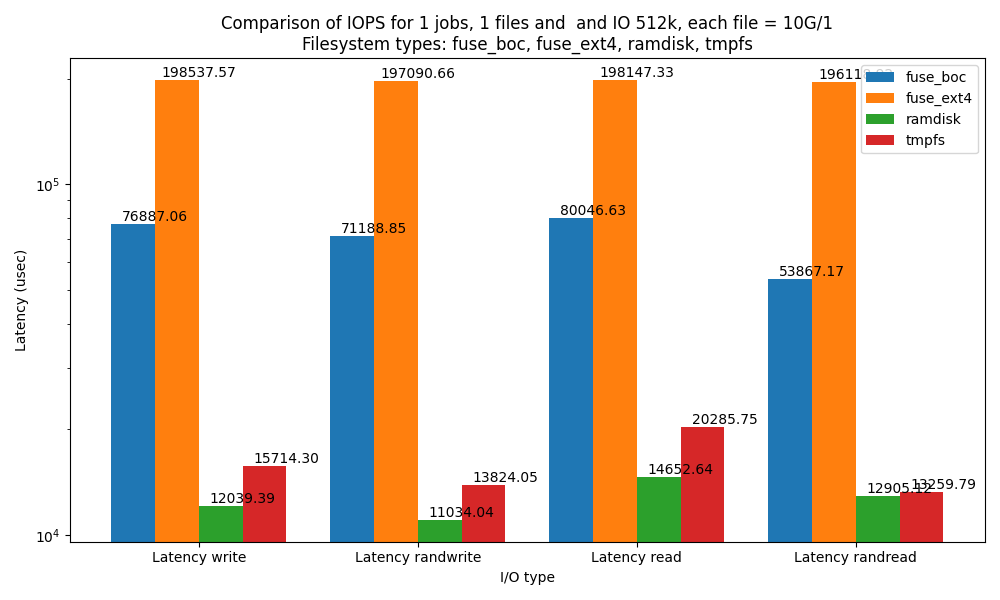 Comparison of IOPS for 1 jobs, 1 files and  and IO 512k, each file = 10G/1
Filesystem types: fuse_boc, fuse_ext4, ramdisk, tmpfs
198537.57
197090.66
198147.33
fuse_boc
fuse_ext4
ramdisk
tmpfs
10^5
76887.06
71188.85
80046.63
53867.17
Latency (usec)
15714.30
12039.39
13824.05
11034.04
20285.75
14652.64
12905.12
13259.79
10^4
Latency write
Latency randwrite
Latency read
Latency randread
I/O type